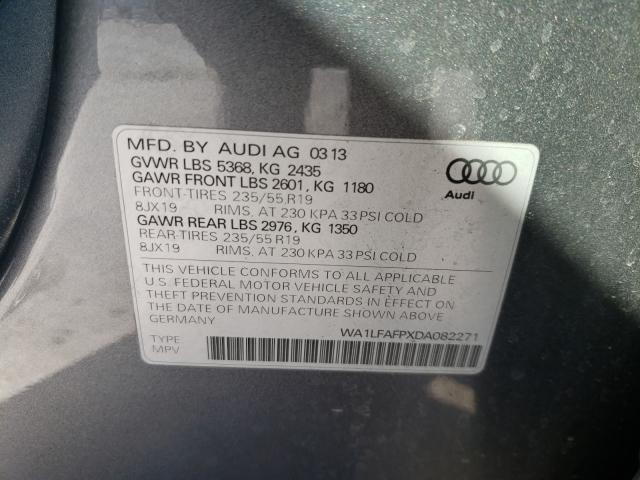 MFD. BY AUDI AG 03 13
GVWR LBS 5368, KG 2435
GAWR FRONT LBS 2601, KG 1180
FRONT-TIRES 235/55 R19
8JX19 RIMS, AT 230 KPA 33 PSI COLD
GAWR REAR LBS 2976, KG 1350
REAR-TIRES 235/55 R19
8JX19 RIMS, AT 230 KPA 33 PSI COLD
Audi
THIS VEHICLE CONFORMS TO ALL APPLICABLE
U.S. FEDERAL MOTOR VEHICLE SAFETY AND
THEFT PREVENTION STANDARDS IN EFFECT ON
THE DATE OF MANUFACTURE SHOWN ABOVE
GERMANY
WA1LFAFPXDA082271
TYPE
MPV